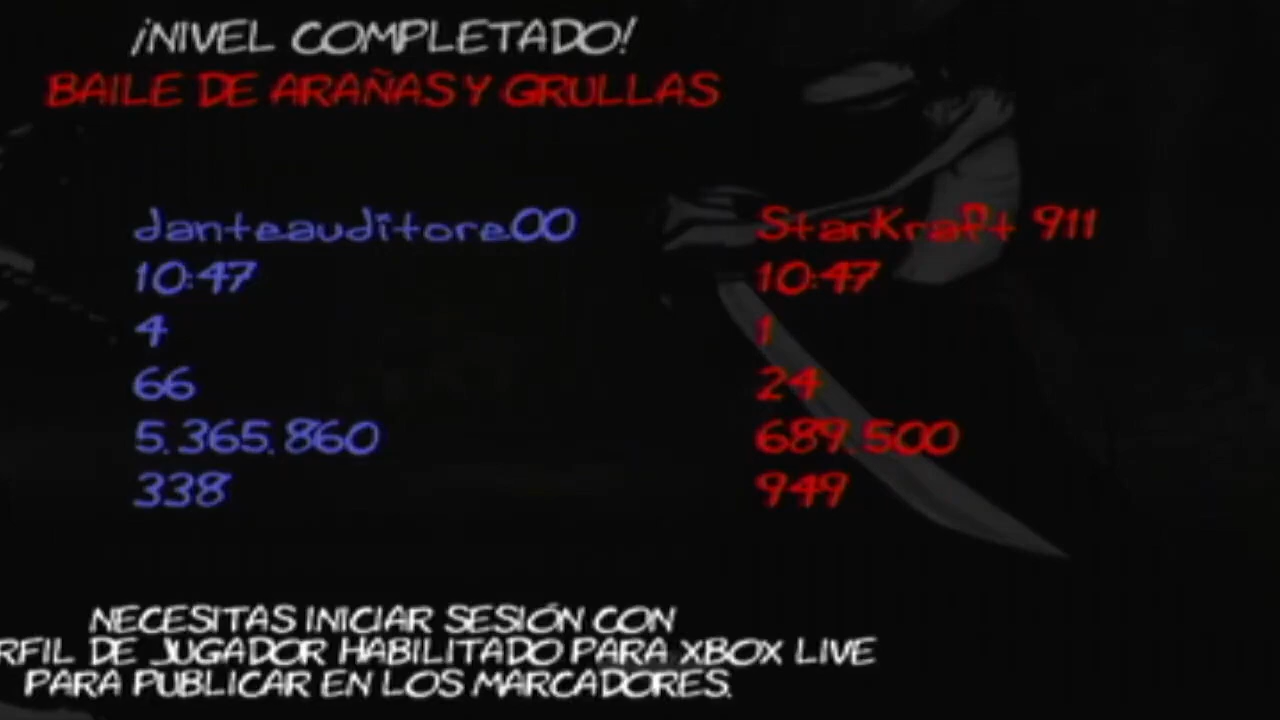 ¡NIVEL COMPLETADO!
BAILE DE ARAÑAS Y GRULLAS
danteauditore00 StarKraft 911
10:47 10:47
4 1
66 24
5.365.860 689.500
338 949
NECESITAS INICIAR SESIÓN CON
RFIL DE JUGADOR HABILITADO PARA XBOX LIVE
PARA PUBLICAR EN LOS MARCADORES.